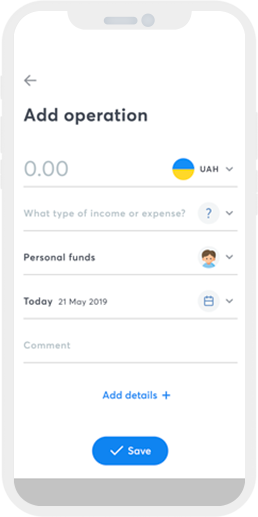 Add operation
0.00 UAH
What type of income or expense? ?
Personal funds
Today 21 May 2019
Comment
Add details +
Save